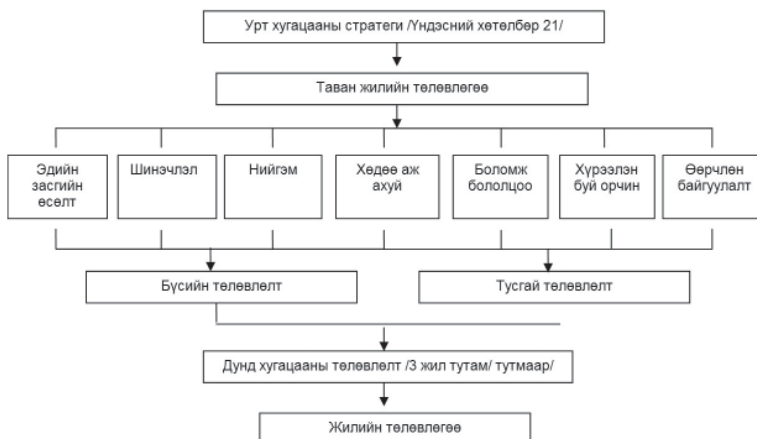 Урт хугацааны стратеги /Үндэсний хөтөлбөр 21/
Таван жилийн төлөвлөгөө
Эдийн
засгийн
өсөлт
Шинэчлэл
Нийгэм
Хөдөө аж
ахуй
Боломж
бололцоо
Хүрээлэн
буй орчин
Өөрчлөн
байгуулалт
Бүсийн төлөвлөлт
Тусгай төлөвлөлт
Дунд хугацааны төлөвлөлт /3 жил тутам/ тутмаар/
Жилийн төлөвлөгөө